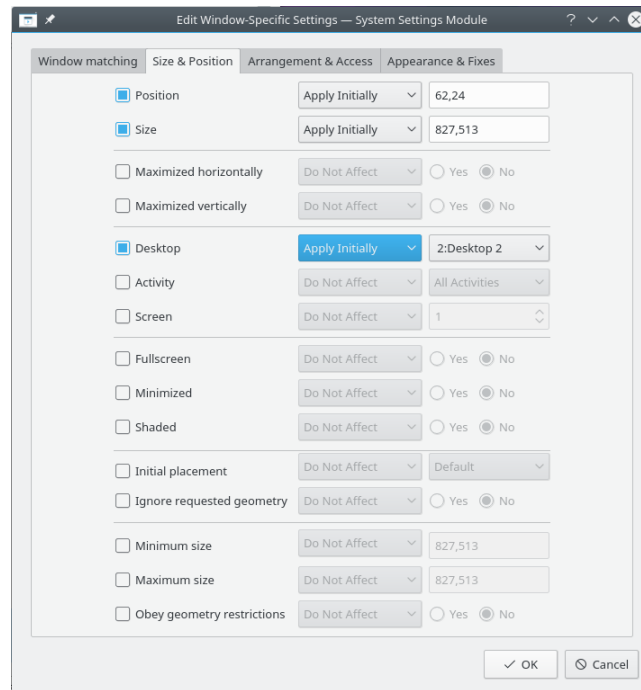 Edit Window-Specific Settings — System Settings Module
Window matching Size & Position Arrangement & Access Appearance & Fixes
Position Apply Initially 62,24
Size Apply Initially 827,513
Maximized horizontally Do Not Affect Yes No
Maximized vertically Do Not Affect Yes No
Desktop Apply Initially 2:Desktop 2
Activity Do Not Affect All Activities
Screen Do Not Affect 1
Fullscreen Do Not Affect Yes No
Minimized Do Not Affect Yes No
Shaded Do Not Affect Yes No
Initial placement Do Not Affect Default
Ignore requested geometry Do Not Affect Yes No
Minimum size Do Not Affect 827,513
Maximum size Do Not Affect 827,513
Obey geometry restrictions Do Not Affect Yes No
OK Cancel